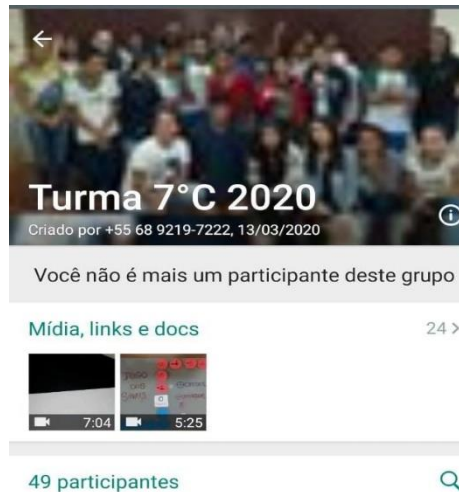 Turma 7°C 2020
Criado por +55 68 9219-7222, 13/03/2020
Você não é mais um participante deste grupo
Mídia, links e docs
24
7:04
5:25
49 participantes